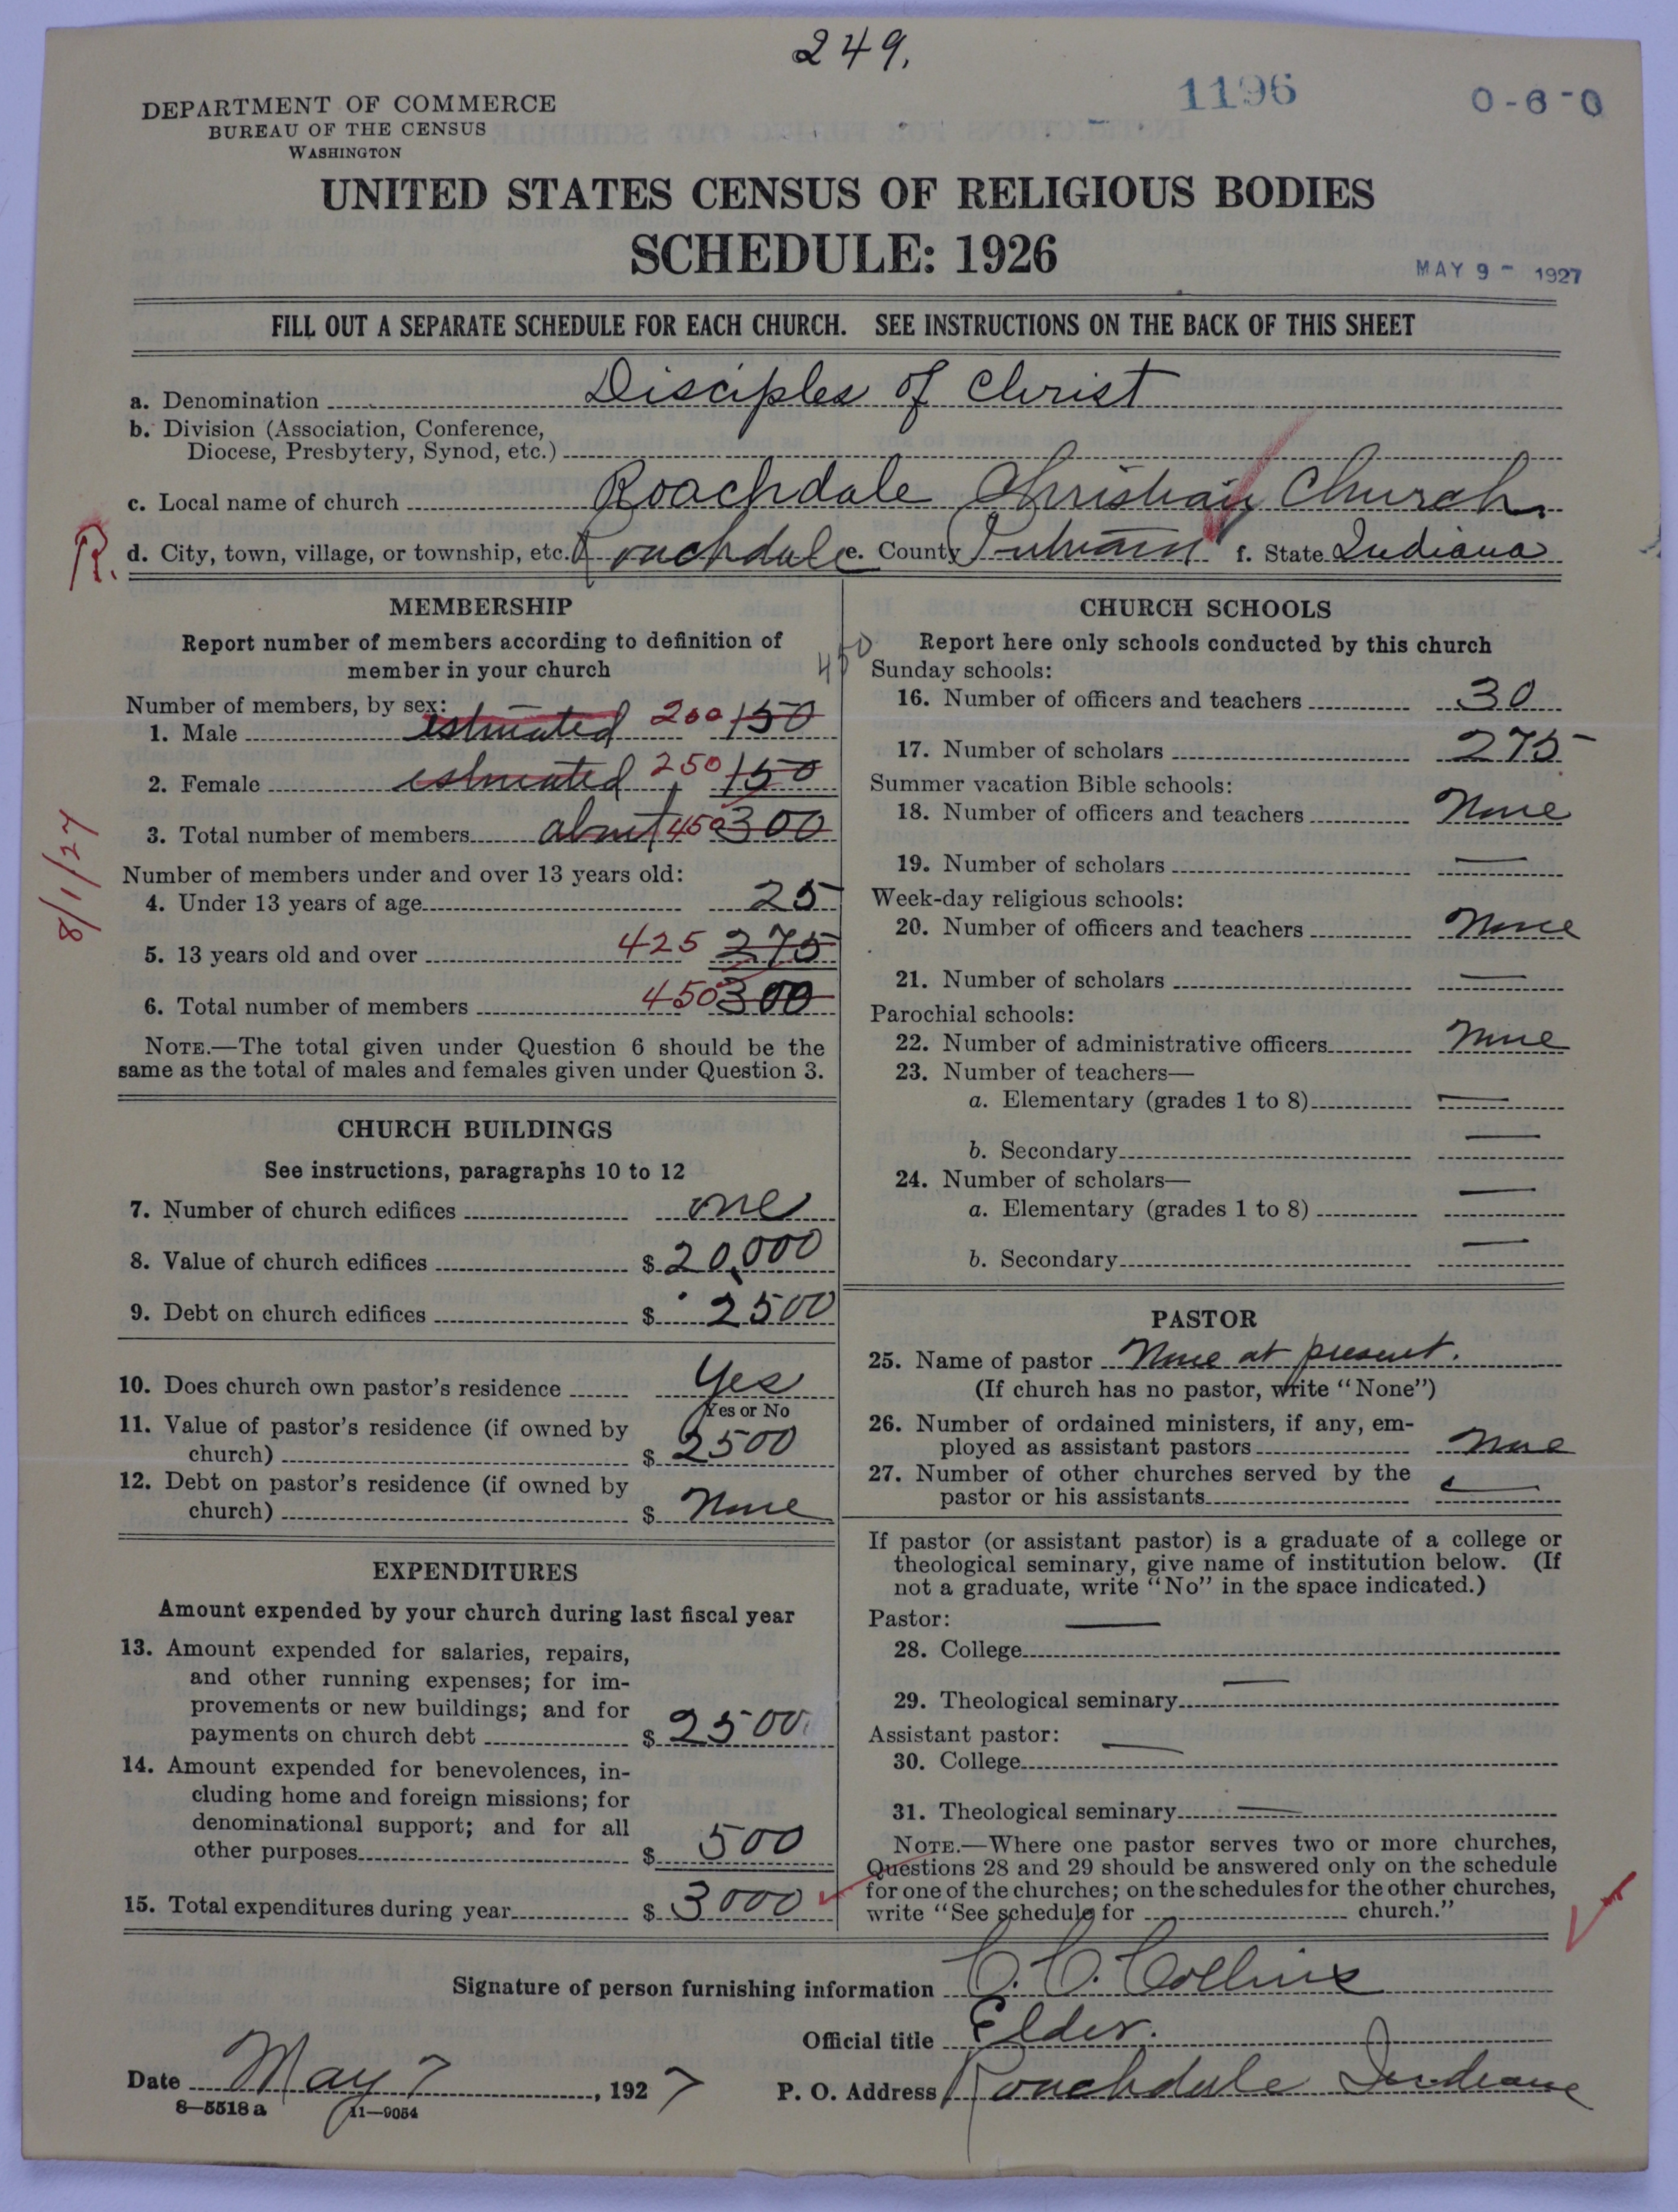 249.
1196
0-6-0
DEPARTMENT OF COMMERCE
BUREAU OF THE CENSUS
WASHINGTON
UNITED STATES CENSUS OF RELIGIOUS BODIES
SCHEDULE: 1926
MAY 9 - 1927
FILL OUT A SEPARATE SCHEDULE FOR EACH CHURCH. SEE INSTRUCTIONS ON THE BACK OF THIS SHEET
a. Denomination Disciples of Christ
b. Division (Association, Conference,
Diocese, Presbytery, Synod, etc.)
c. Local name of church Roachdale Christian Church.
R. d. City, town, village, or township, etc. Roachdale e. County Putnam f. State Indiana
MEMBERSHIP
Report number of members according to definition of
member in your church
450
Number of members, by sex:
1. Male estimated 200 150
2. Female estimated 250 150
3. Total number of members about 450 300
8/1/27
Number of members under and over 13 years old:
4. Under 13 years of age 25
5. 13 years old and over 425 275
6. Total number of members 450 300
NOTE.—The total given under Question 6 should be the
same as the total of males and females given under Question 3.
CHURCH BUILDINGS
See instructions, paragraphs 10 to 12
7. Number of church edifices one
8. Value of church edifices $ 20,000
9. Debt on church edifices $ 2500
10. Does church own pastor's residence Yes
Yes or No
11. Value of pastor's residence (if owned by
church) $ 2500
12. Debt on pastor's residence (if owned by
church) $ None
EXPENDITURES
Amount expended by your church during last fiscal year
13. Amount expended for salaries, repairs,
and other running expenses; for im-
provements or new buildings; and for
payments on church debt $ 2500
14. Amount expended for benevolences, in-
cluding home and foreign missions; for
denominational support; and for all
other purposes $ 500
15. Total expenditures during year $ 3000
CHURCH SCHOOLS
Report here only schools conducted by this church
Sunday schools:
16. Number of officers and teachers 30
17. Number of scholars 275
Summer vacation Bible schools:
18. Number of officers and teachers None
19. Number of scholars —
Week-day religious schools:
20. Number of officers and teachers None
21. Number of scholars —
Parochial schools:
22. Number of administrative officers None
23. Number of teachers—
a. Elementary (grades 1 to 8) —
b. Secondary —
24. Number of scholars—
a. Elementary (grades 1 to 8) —
b. Secondary —
PASTOR
25. Name of pastor None at present.
(If church has no pastor, write "None")
26. Number of ordained ministers, if any, em-
ployed as assistant pastors None
27. Number of other churches served by the
pastor or his assistants —
If pastor (or assistant pastor) is a graduate of a college or
theological seminary, give name of institution below. (If
not a graduate, write "No" in the space indicated.)
Pastor:
28. College —
29. Theological seminary —
Assistant pastor:
30. College —
31. Theological seminary —
NOTE.—Where one pastor serves two or more churches,
Questions 28 and 29 should be answered only on the schedule
for one of the churches; on the schedules for the other churches,
write "See schedule for church."
Signature of person furnishing information C. C. Collins
Official title Elder.
Date May 7, 1927 P. O. Address Roachdale Indiana
8—5518 a 11—9054